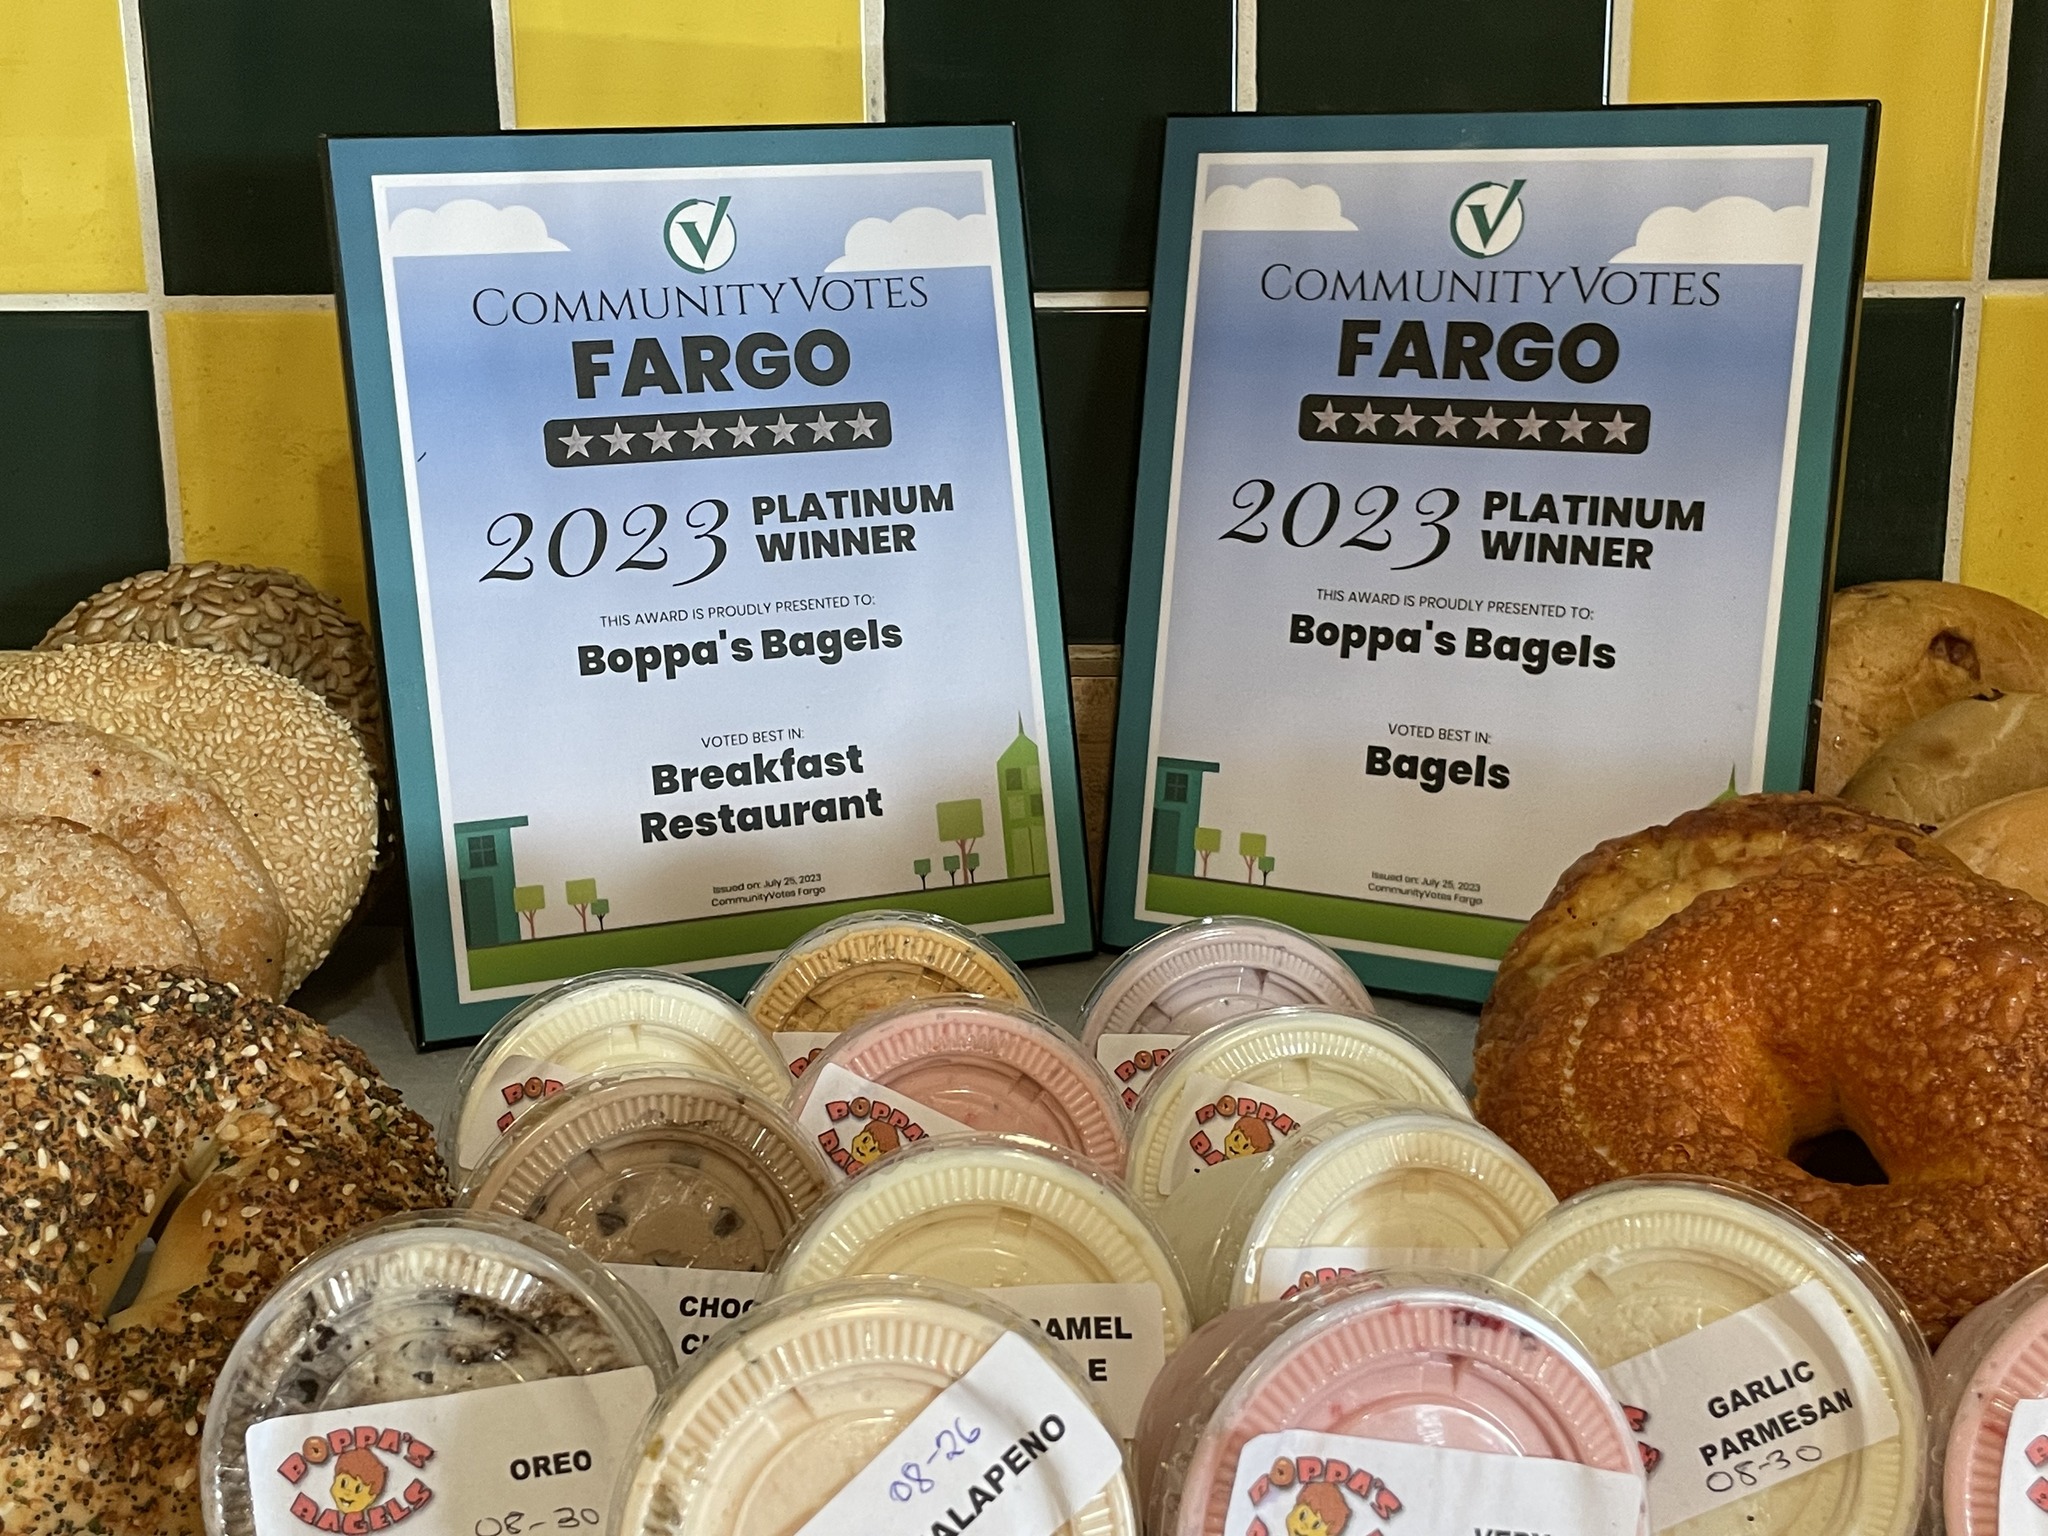 COMMUNITYVOTES
FARGO
2023 PLATINUM
WINNER
THIS AWARD IS PROUDLY PRESENTED TO:
Boppa's Bagels
VOTED BEST IN:
Breakfast
Restaurant
Issued on: July 25, 2023
CommunityVotes Fargo
COMMUNITYVOTES
FARGO
2023 PLATINUM
WINNER
THIS AWARD IS PROUDLY PRESENTED TO:
Boppa's Bagels
VOTED BEST IN:
Bagels
Issued on: July 25, 2023
CommunityVotes Fargo
BOPPA'S
BOPPA
GARLIC
PARMESAN
08-30
BOPPA'S
BAGELS
OREO
08-30
08-26